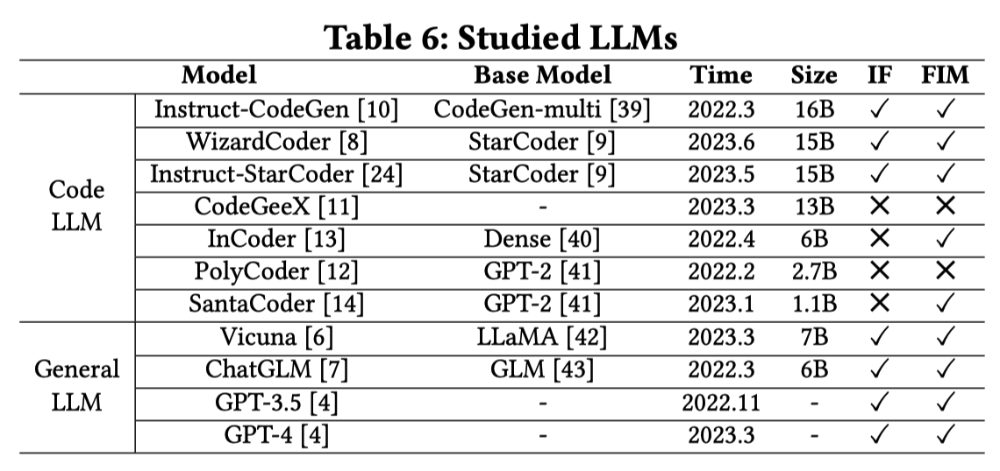 Table 6: Studied LLMs
Model Base Model Time Size IF FIM
Code LLM
Instruct-CodeGen [10] CodeGen-multi [39] 2022.3 16B ✓ ✓
WizardCoder [8] StarCoder [9] 2023.6 15B ✓ ✓
Instruct-StarCoder [24] StarCoder [9] 2023.5 15B ✓ ✓
CodeGeeX [11] - 2023.3 13B ✕ ✕
InCoder [13] Dense [40] 2022.4 6B ✕ ✓
PolyCoder [12] GPT-2 [41] 2022.2 2.7B ✕ ✕
SantaCoder [14] GPT-2 [41] 2023.1 1.1B ✕ ✓
General LLM
Vicuna [6] LLaMA [42] 2023.3 7B ✓ ✓
ChatGLM [7] GLM [43] 2022.3 6B ✓ ✓
GPT-3.5 [4] - 2022.11 - ✓ ✓
GPT-4 [4] - 2023.3 - ✓ ✓